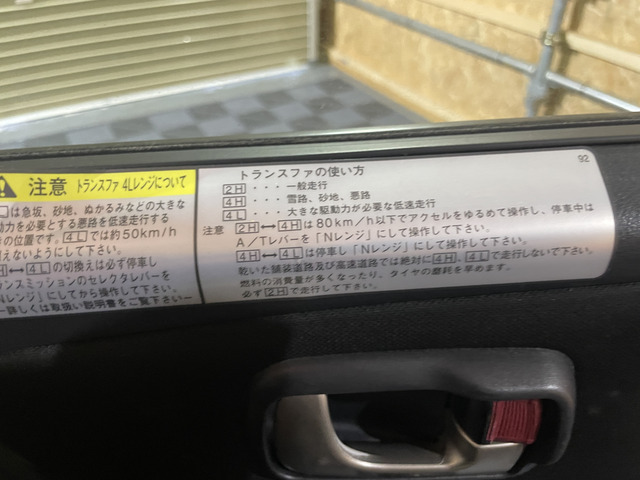 注意 トランスファ 4Lレンジについて
は急坂、砂地、ぬかるみなどの大きな
動力を必要とする悪路を低速走行する
の位置です。4Lでは約50km/h
えないようにして下さい。
↔4Lの切換えは必ず停車し
ンスミッションのセレクタレバーを
Nレンジ」にしてから操作して下さい。
ー詳しくは取扱い説明書をご覧下さいー
92
トランスファの使い方
2H・・・一般走行
4H・・・雪路、砂地、悪路
4L・・・大きな駆動力が必要な低速走行
注意 2H↔4Hは80km/h以下でアクセルをゆるめて操作し、停車中は
A/Tレバーを「Nレンジ」にして操作して下さい。
4H↔4Lは停車し「Nレンジ」にして操作して下さい。
乾いた舗装道路及び高速道路では絶対に4H、4Lで走行しないで下さい。
燃料の消費量が多くなったり、タイヤの磨耗を早めます。
必ず2Hで走行して下さい。